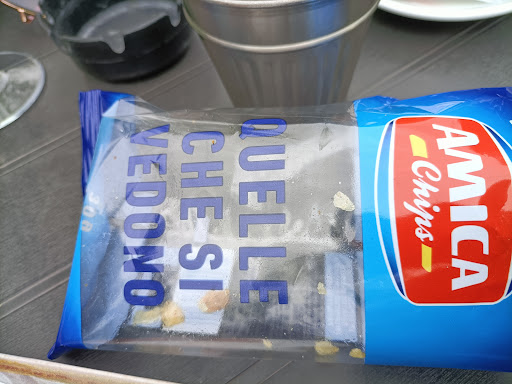 AMICA
Chips
QUELLE
CHE SI
VEDONO